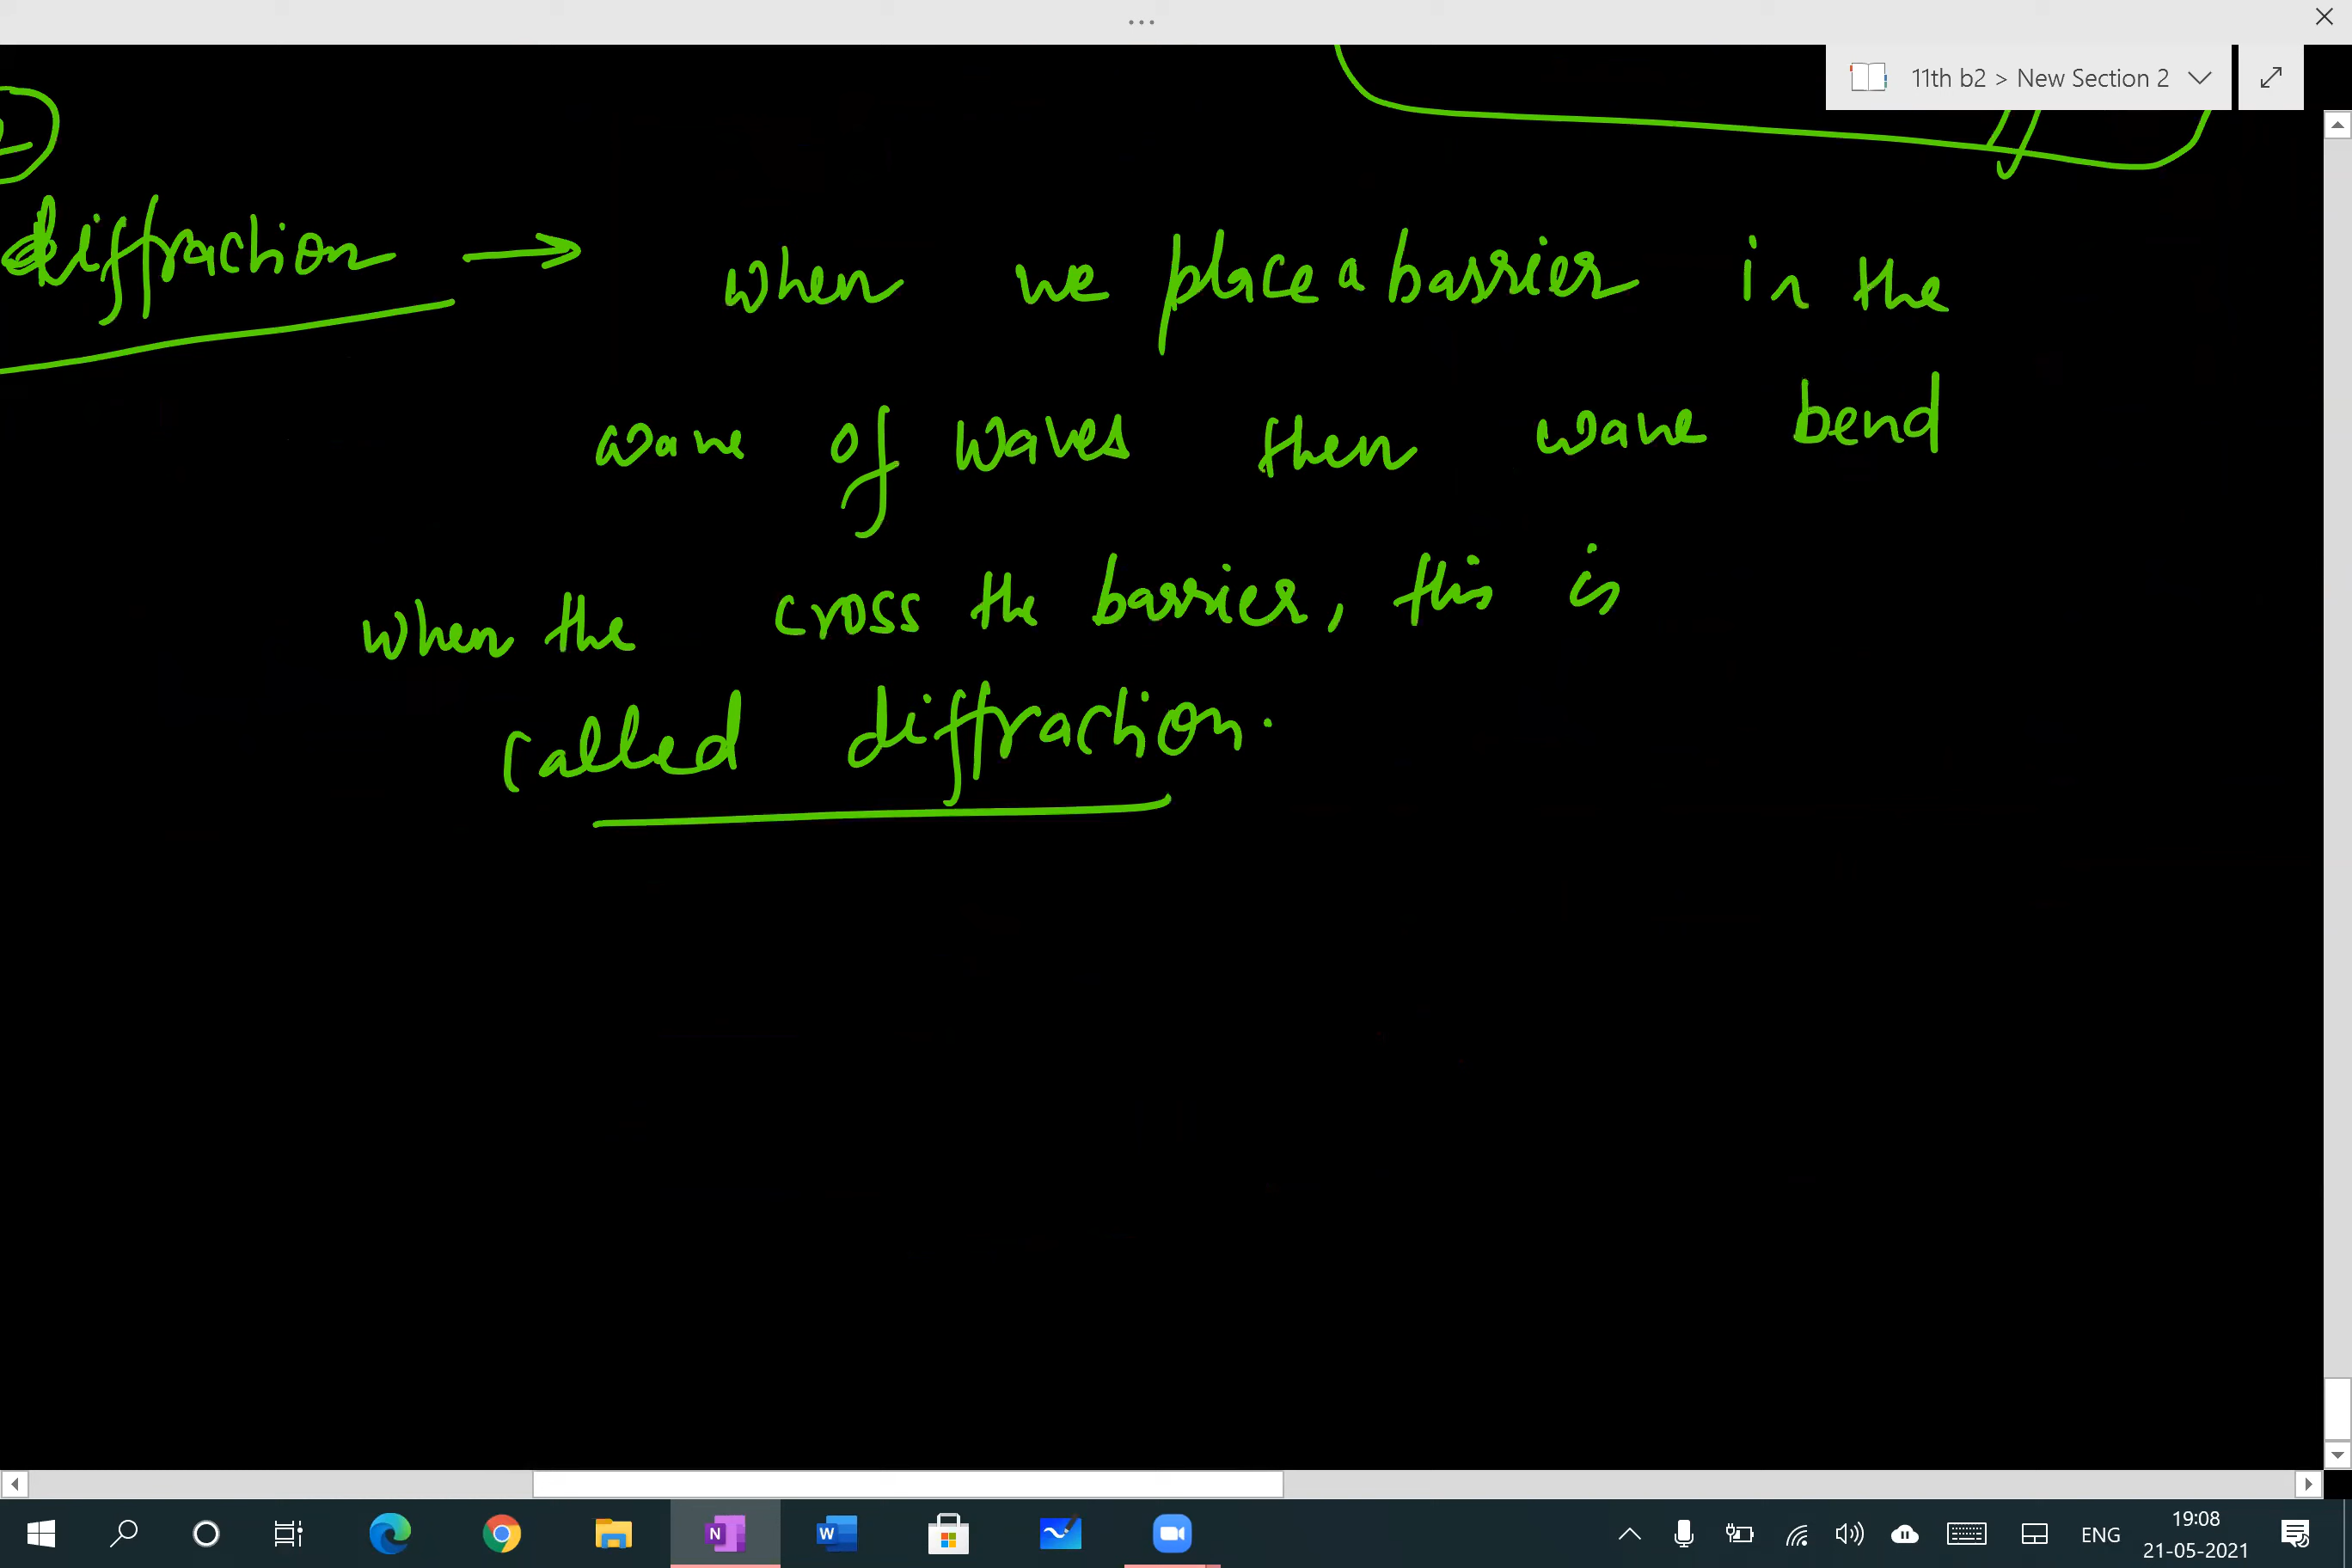 11th b2 > New Section 2
2
diffraction → when we place a barrier in the
wave of waves then wave bend
when the cross the barrier, this is
called diffraction.
ENG
19:08
21-05-2021